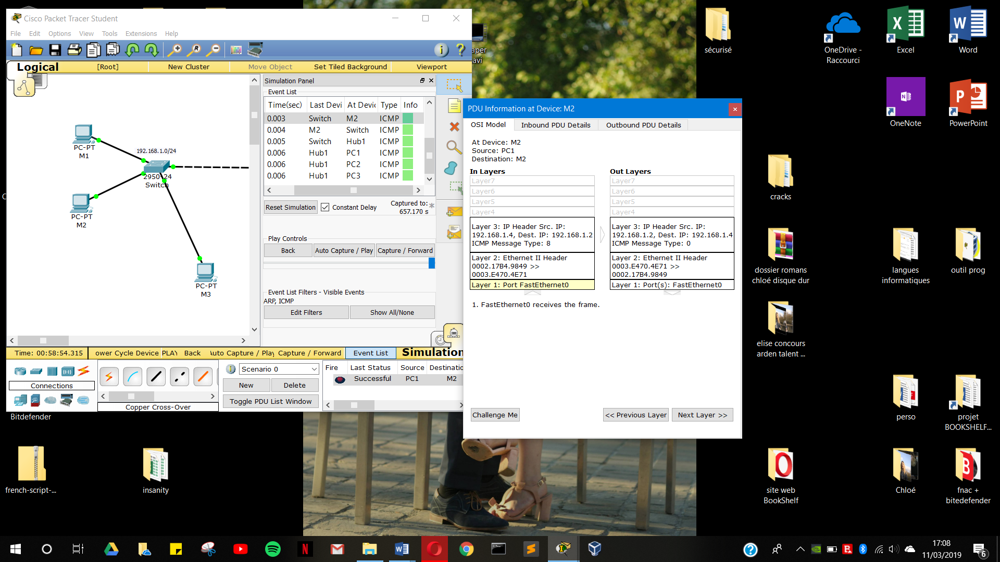 Cisco Packet Tracer Student
File Edit Options View Tools Extensions Help
Logical [Root] New Cluster Move Object Set Tiled Background Viewport
PC-PT
M1
192.168.1.0/24
2950-24
Switch
PC-PT
M2
PC-PT
M3
Simulation Panel
Event List
Time(sec) Last Devi At Devic Type Info
0.003 Switch M2 ICMP
0.004 M2 Switch ICMP
0.005 Switch Hub1 ICMP
0.006 Hub1 PC1 ICMP
0.006 Hub1 PC2 ICMP
0.006 Hub1 PC3 ICMP
Reset Simulation Constant Delay Captured to: *
657.170 s
Play Controls
Back Auto Capture / Play Capture / Forward
Event List Filters - Visible Events
ARP, ICMP
Edit Filters Show All/None
Time: 00:58:54.315 ower Cycle Device PLAY Back Auto Capture / Play Capture / Forward Event List Simulation
Connections
Copper Cross-Over
Scenario 0
New Delete
Toggle PDU List Window
Fire Last Status Source Destinatio
Successful PC1 M2
PDU Information at Device: M2
OSI Model Inbound PDU Details Outbound PDU Details
At Device: M2
Source: PC1
Destination: M2
In Layers
Layer7
Layer6
Layer5
Layer4
Layer 3: IP Header Src. IP:
192.168.1.4, Dest. IP: 192.168.1.2
ICMP Message Type: 8
Layer 2: Ethernet II Header
0002.17B4.9849 >>
0003.E470.4E71
Layer 1: Port FastEthernet0
Out Layers
Layer7
Layer6
Layer5
Layer4
Layer 3: IP Header Src. IP:
192.168.1.2, Dest. IP: 192.168.1.4
ICMP Message Type: 0
Layer 2: Ethernet II Header
0003.E470.4E71 >>
0002.17B4.9849
Layer 1: Port(s): FastEthernet0
1. FastEthernet0 receives the frame.
Challenge Me << Previous Layer Next Layer >>
aper
avi
sécurisé
OneDrive -
Raccourci
Excel
Word
OneNote
PowerPoint
cracks
dossier romans
chloé disque dur
langues
informatiques
outil prog
elise concours
arden talent ...
perso
projet
BOOKSHELF...
site web
BookShelf
Chloé
fnac +
bitedefender
Bitdefender
french-script-...
insanity
17:08
11/03/2019
6